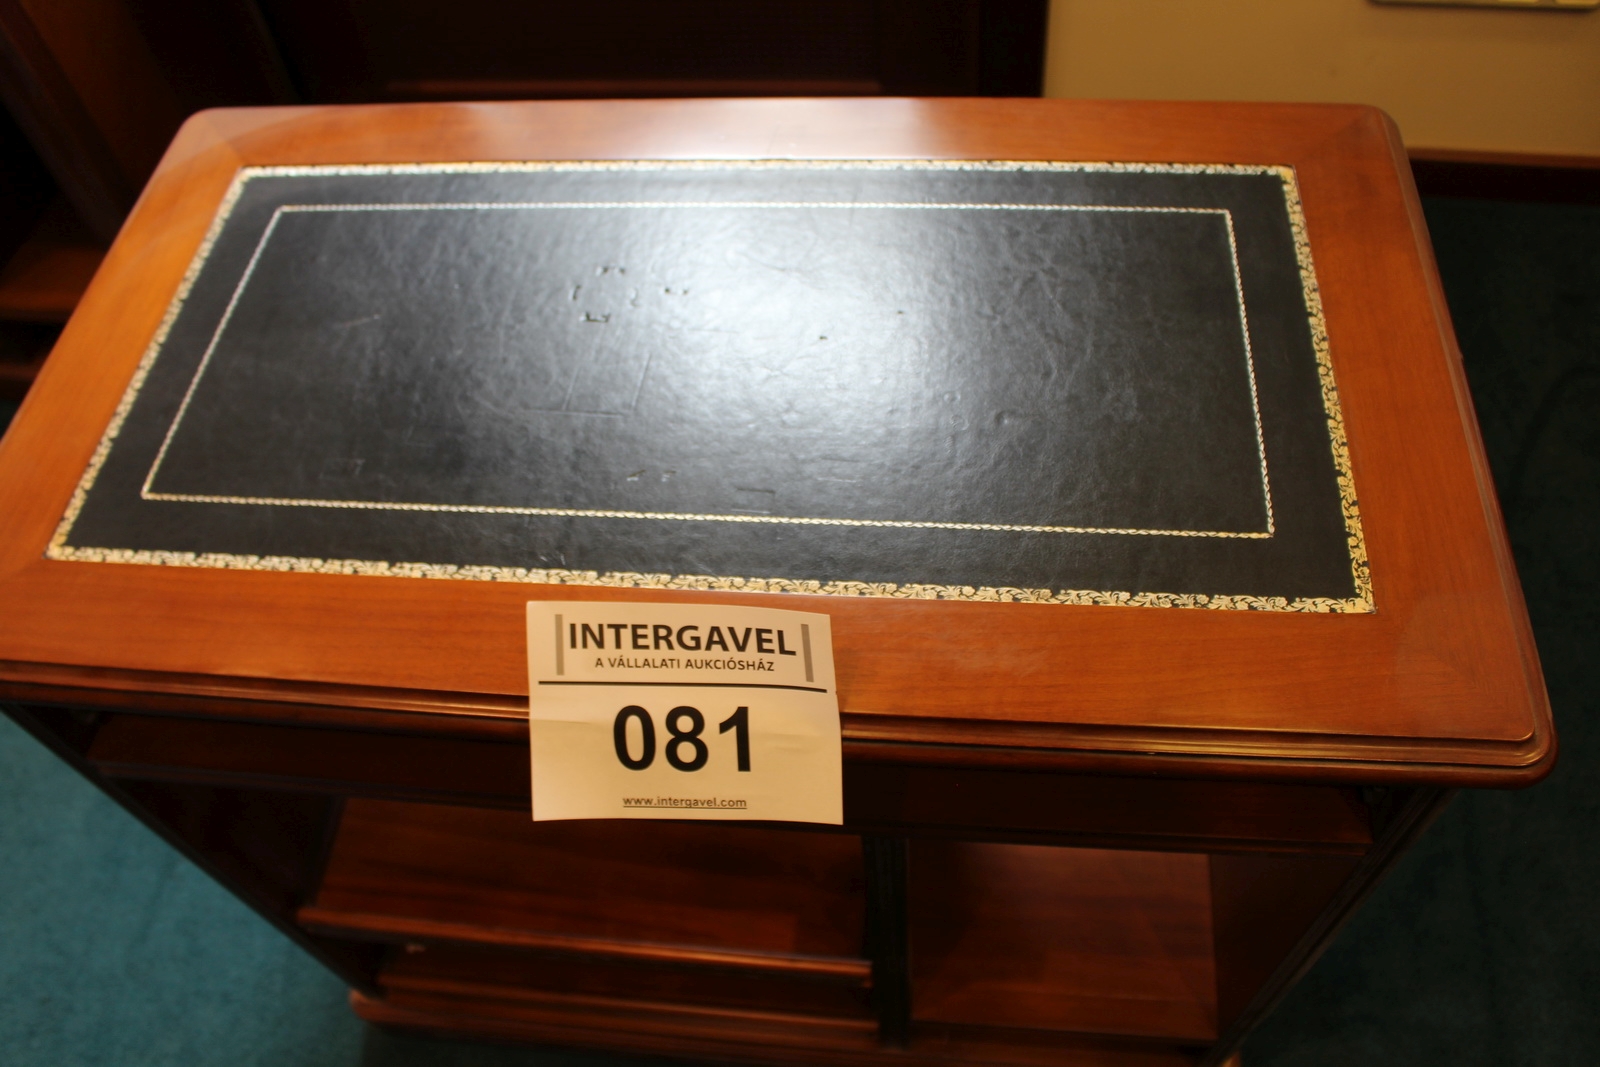 INTERGAVEL
A VÁLLALATI AUKCIÓSHÁZ
081
www.intergavel.com